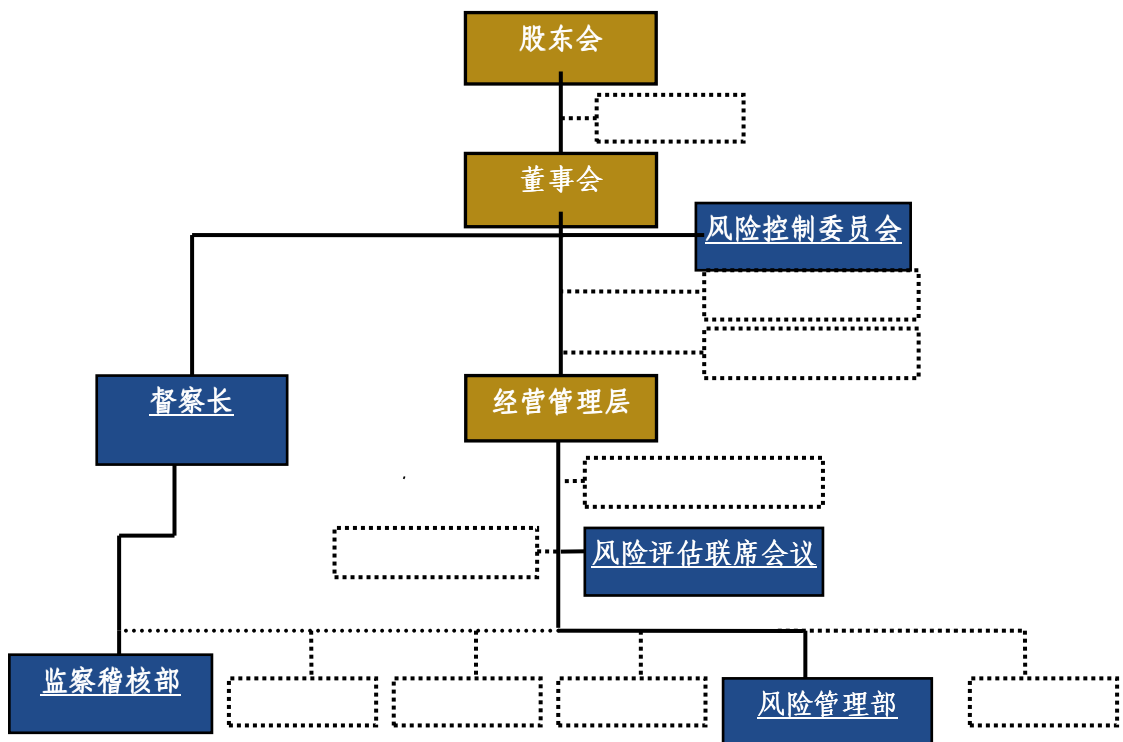 股东会
董事会
风险控制委员会
督察长
经营管理层
风险评估联席会议
监察稽核部
风险管理部